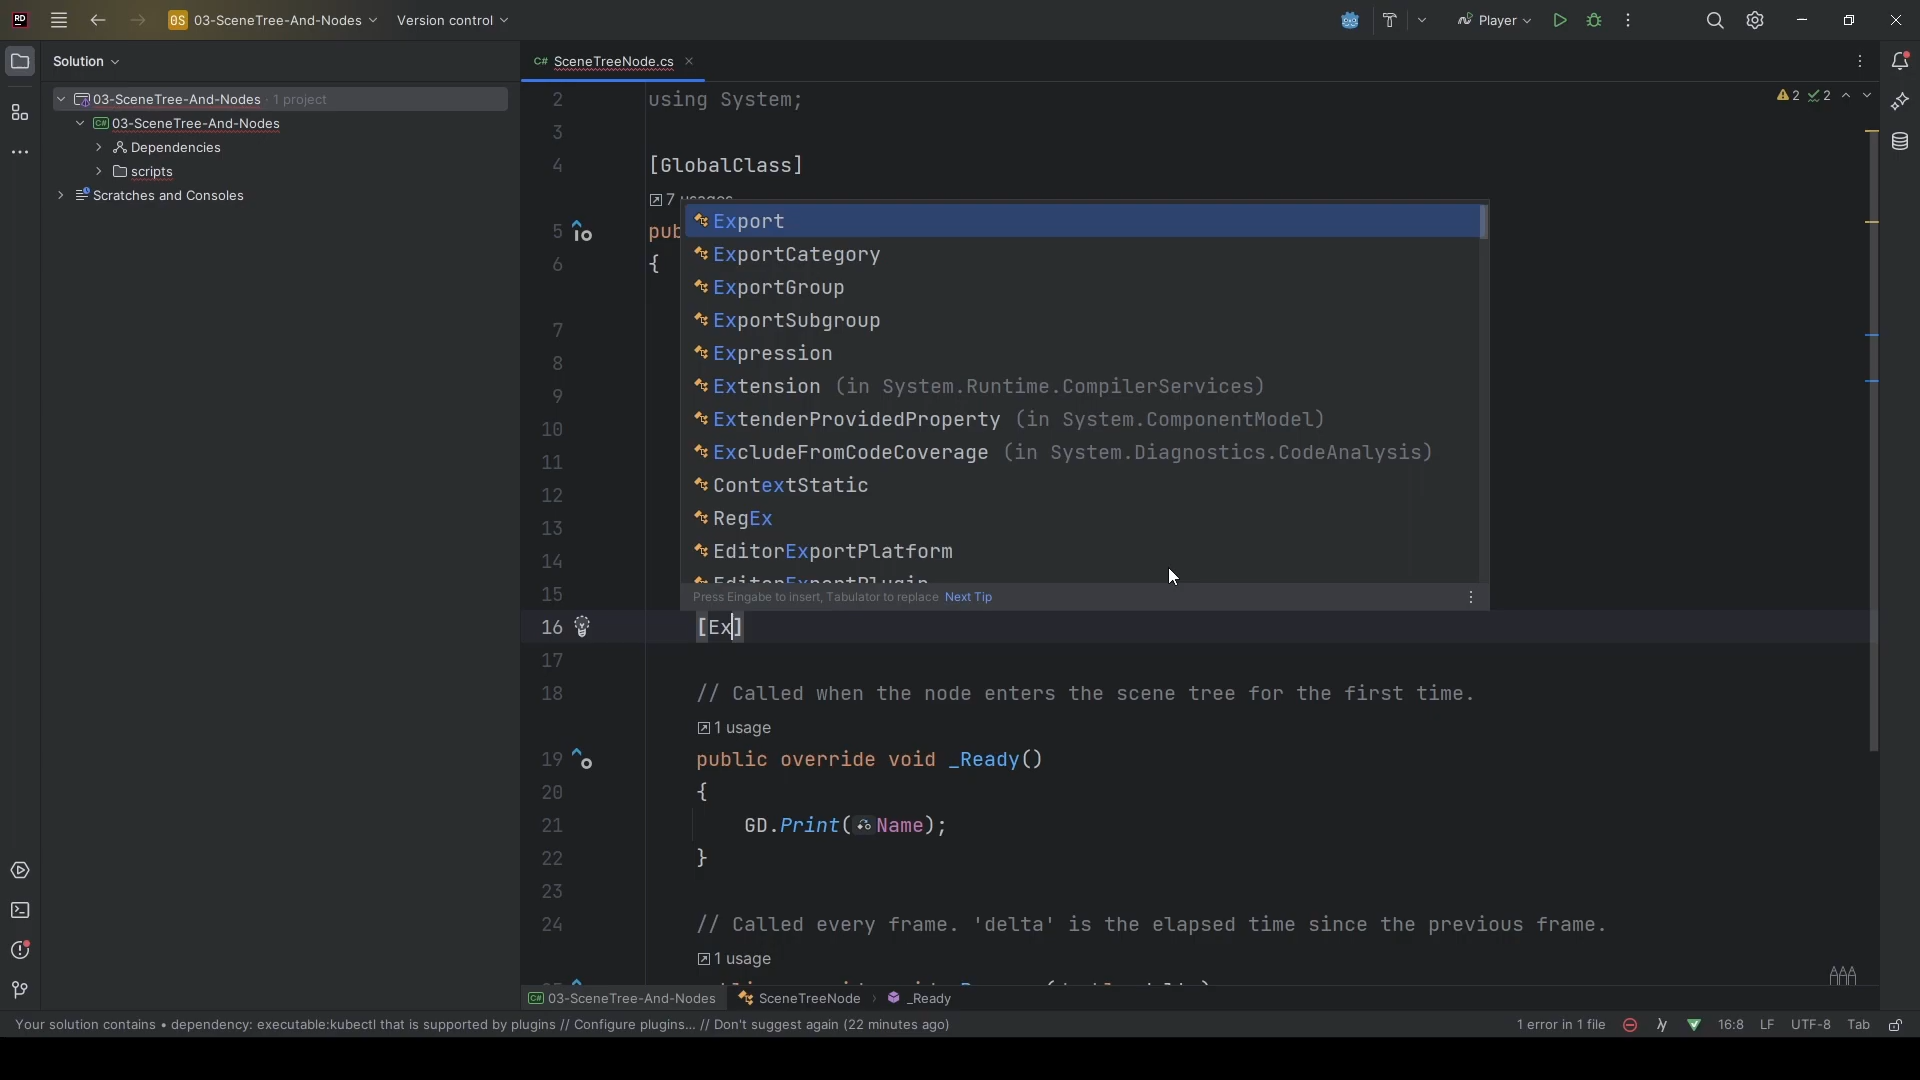 RD
0S 03-SceneTree-And-Nodes Version control Player
Solution
C# SceneTreeNode.cs
03-SceneTree-And-Nodes · 1 project
C# 03-SceneTree-And-Nodes
Dependencies
scripts
Scratches and Consoles
2 2
2 using System;
3
4 [GlobalClass]
7 usages
5 pub
6 {
Export
ExportCategory
ExportGroup
ExportSubgroup
Expression
Extension (in System.Runtime.CompilerServices)
ExtenderProvidedProperty (in System.ComponentModel)
ExcludeFromCodeCoverage (in System.Diagnostics.CodeAnalysis)
ContextStatic
RegEx
EditorExportPlatform
EditorExportPlugin
Press Eingabe to insert, Tabulator to replace Next Tip
7
8
9
10
11
12
13
14
15
16 [Ex]
17
18 // Called when the node enters the scene tree for the first time.
1 usage
19 public override void _Ready()
20 {
21 GD.Print(Name);
22 }
23
24 // Called every frame. 'delta' is the elapsed time since the previous frame.
1 usage
C# 03-SceneTree-And-Nodes SceneTreeNode › _Ready
Your solution contains • dependency: executable:kubectl that is supported by plugins // Configure plugins... // Don't suggest again (22 minutes ago)
1 error in 1 file 16:8 LF UTF-8 Tab